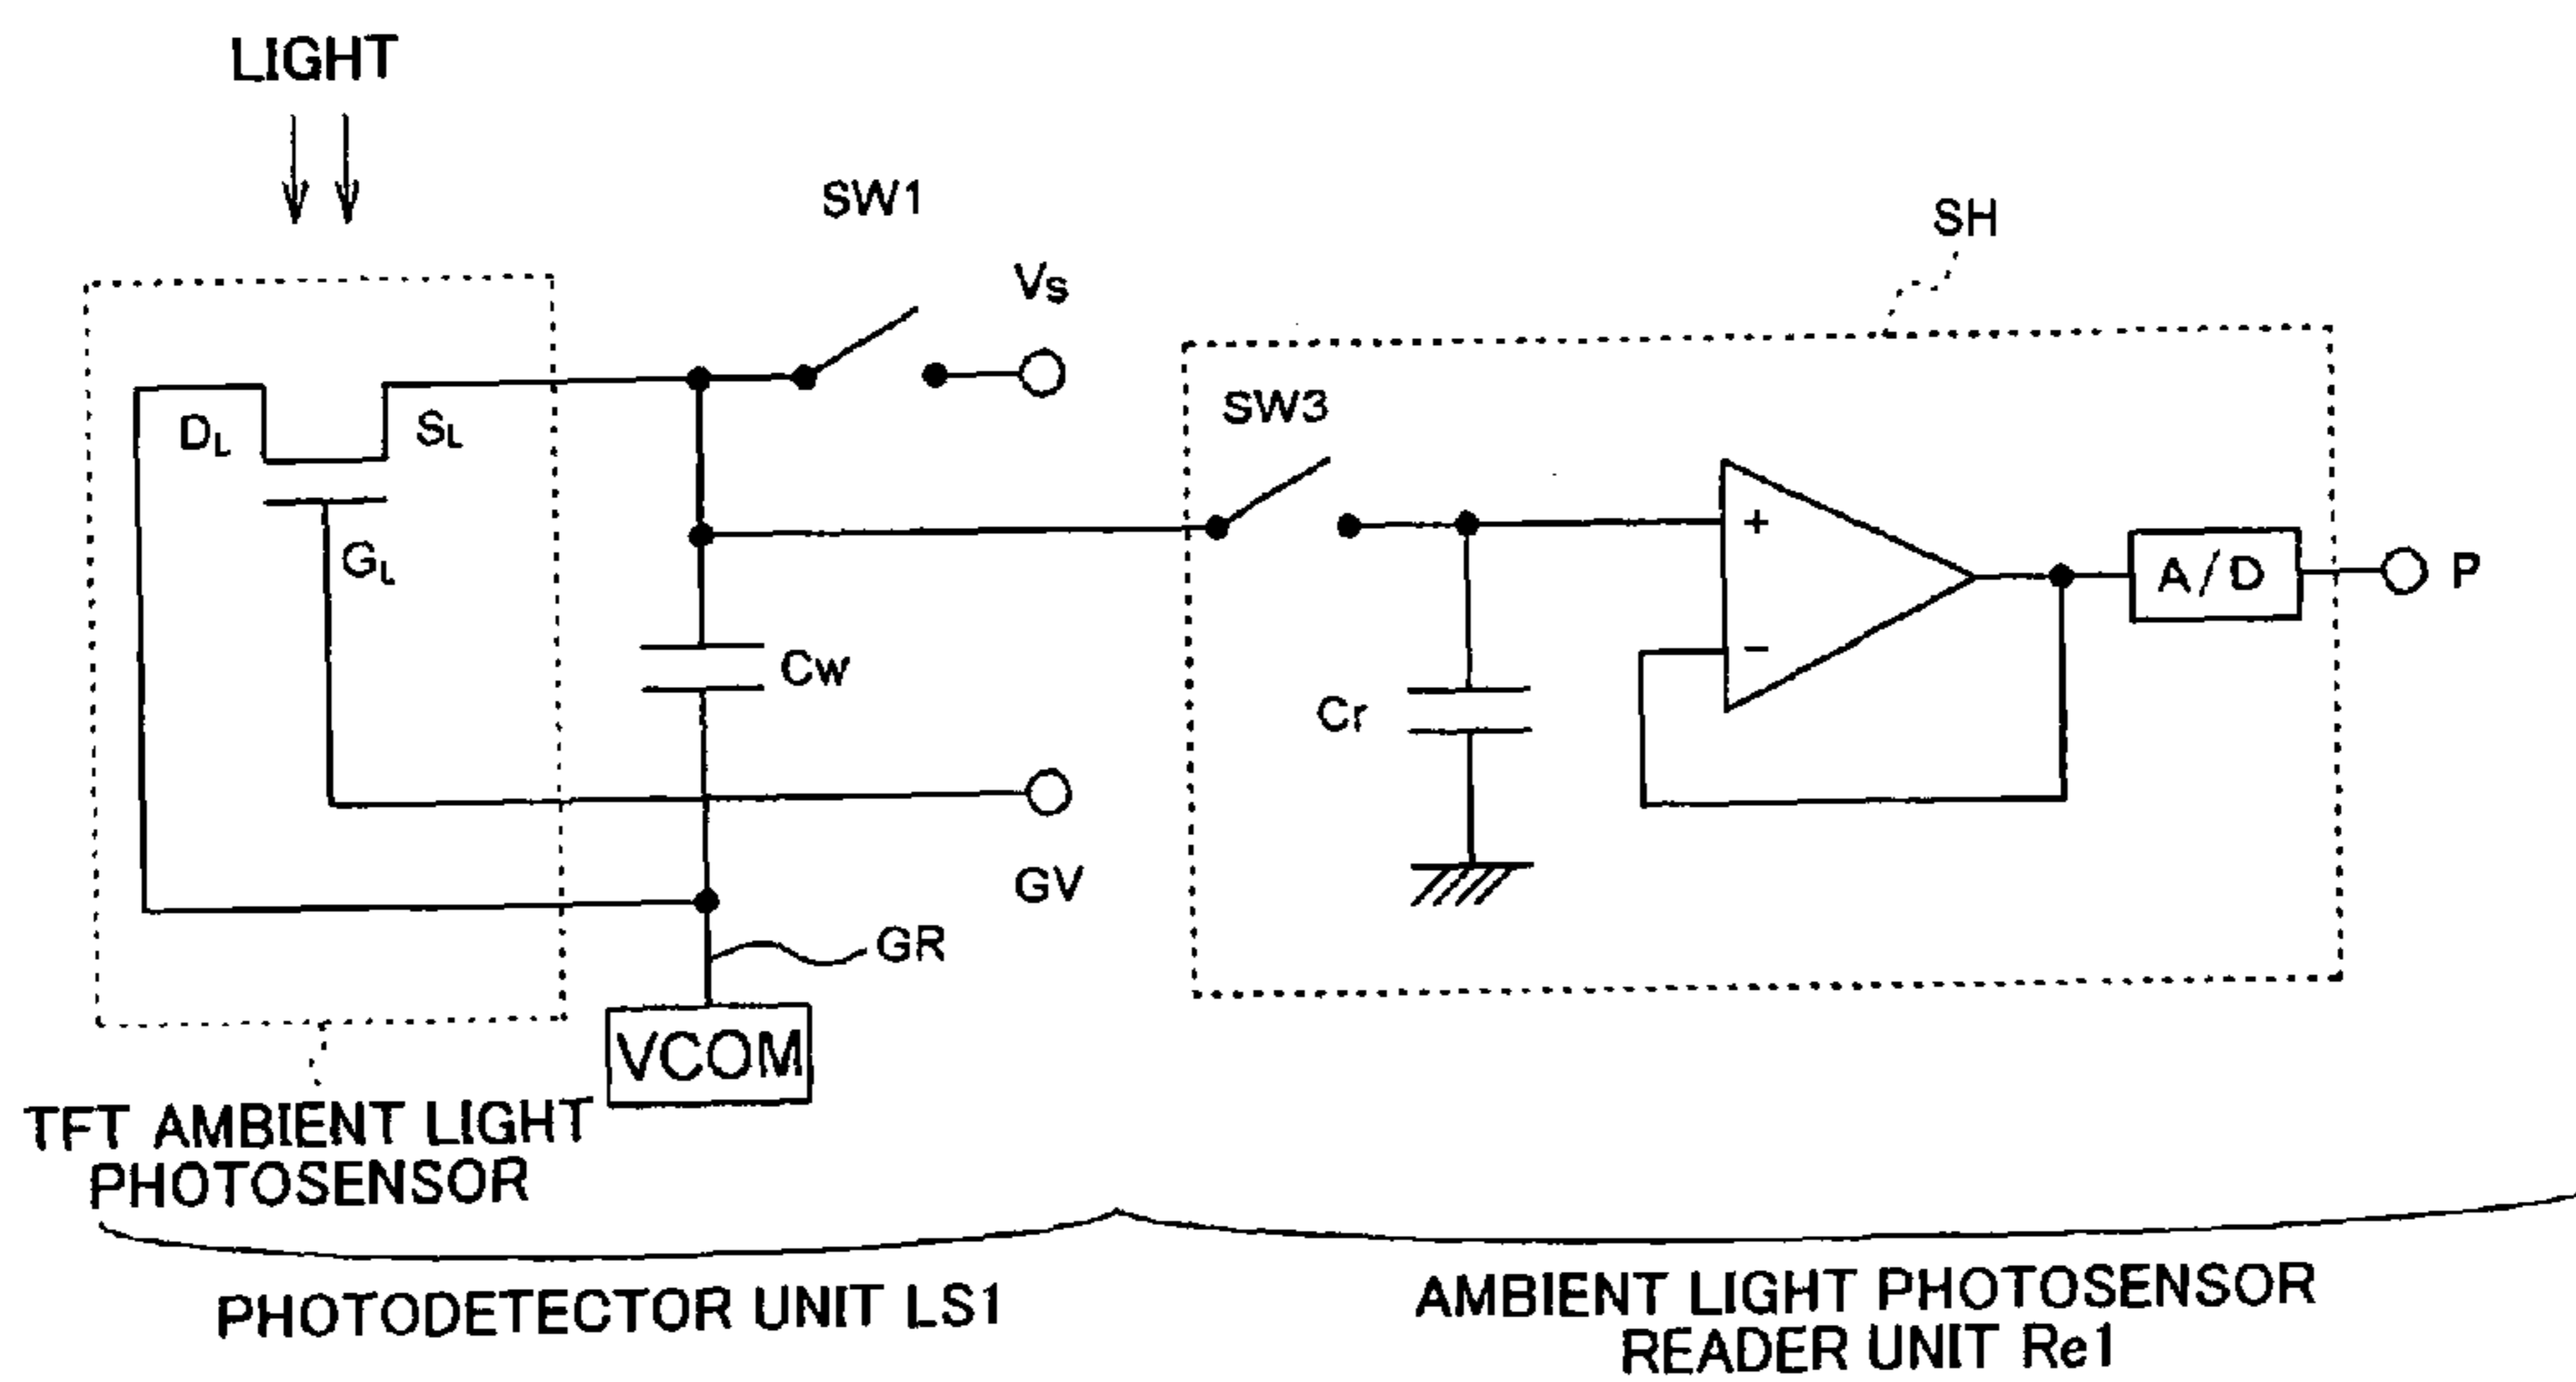 LIGHT
SW1
SH
Vs
SW3
DL
SL
+
GL
A/D
P
−
Cw
Cr
GV
GR
VCOM
TFT AMBIENT LIGHT
PHOTOSENSOR
PHOTODETECTOR UNIT LS1
AMBIENT LIGHT PHOTOSENSOR
READER UNIT Re1